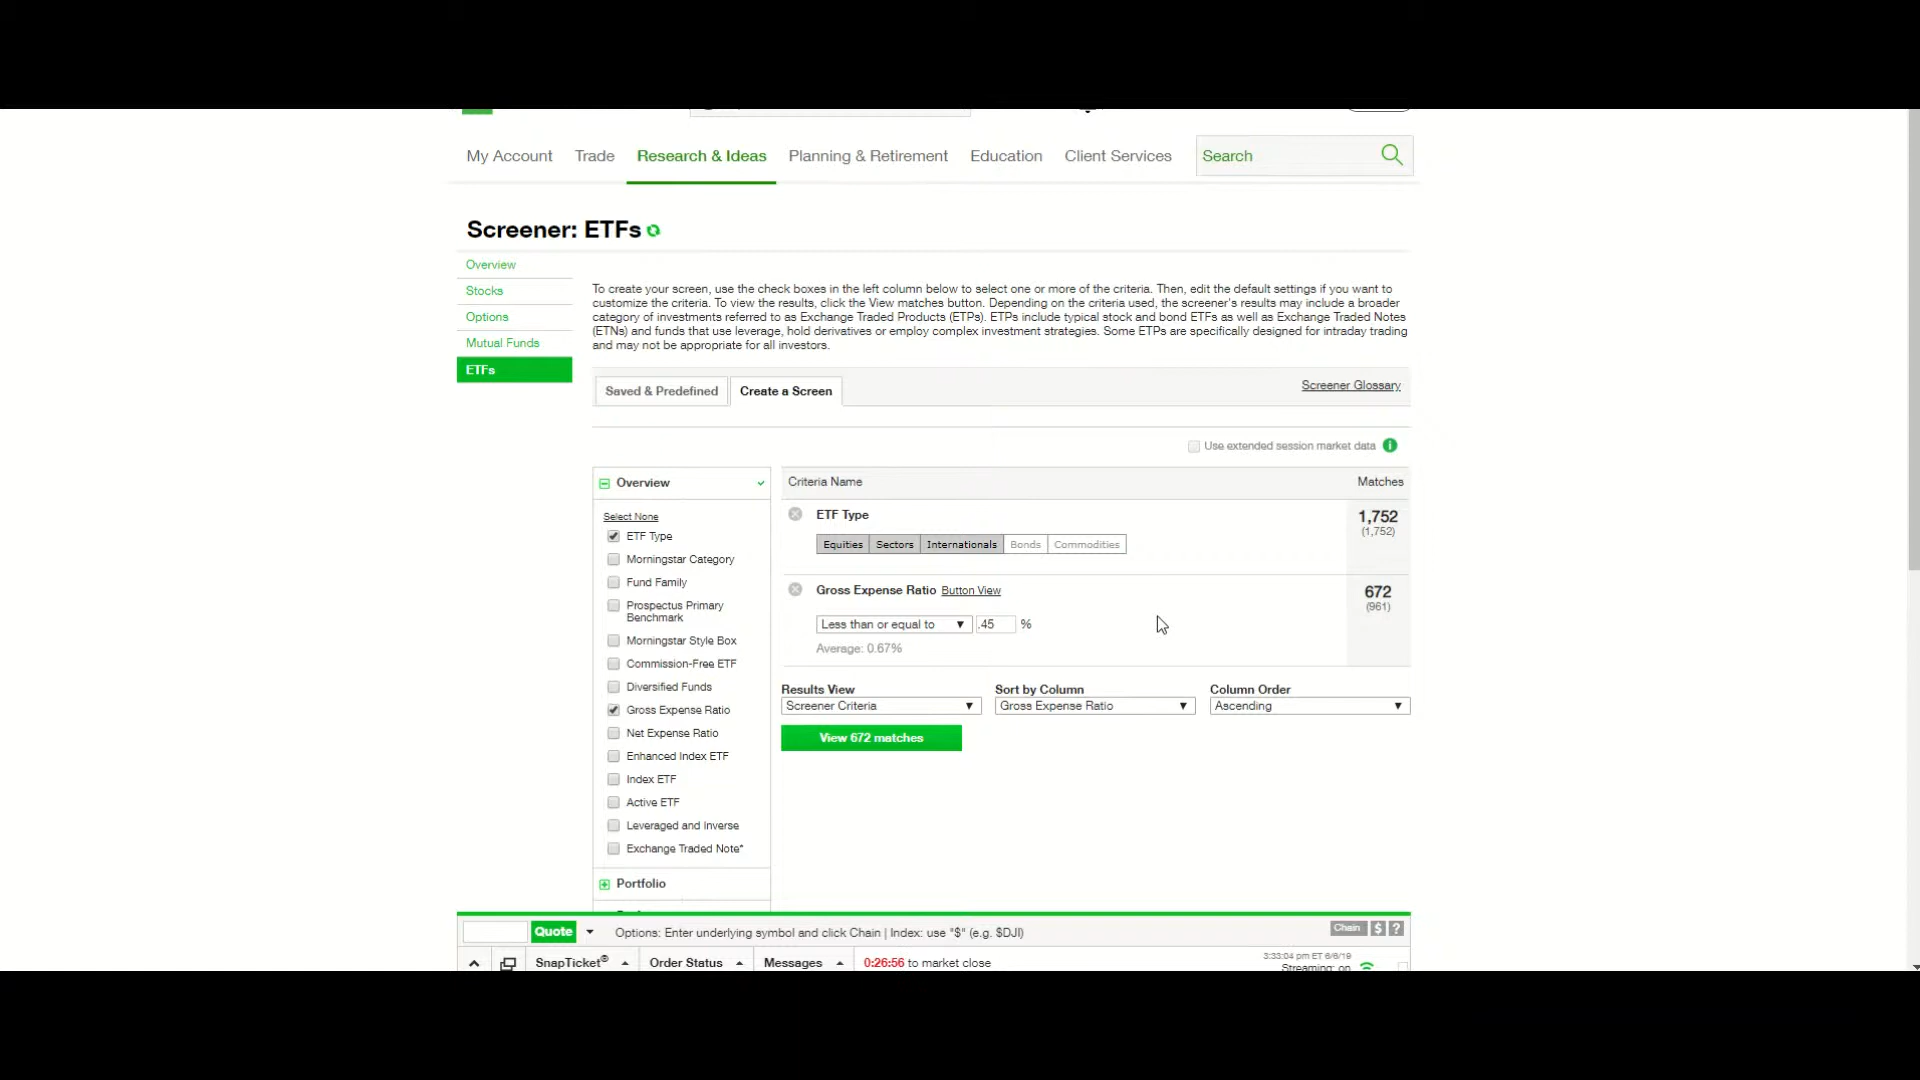 My Account Trade Research & Ideas Planning & Retirement Education Client Services Search
Screener: ETFs
Overview
Stocks
Options
Mutual Funds
ETFs
To create your screen, use the check boxes in the left column below to select one or more of the criteria. Then, edit the default settings if you want to
customize the criteria. To view the results, click the View matches button. Depending on the criteria used, the screener's results may include a broader
category of investments referred to as Exchange Traded Products (ETPs). ETPs include typical stock and bond ETFs as well as Exchange Traded Notes
(ETNs) and funds that use leverage, hold derivatives or employ complex investment strategies. Some ETPs are specifically designed for intraday trading
and may not be appropriate for all investors.
Saved & Predefined Create a Screen Screener Glossary
Use extended session market data i
Overview
Select None
ETF Type
Morningstar Category
Fund Family
Prospectus Primary
Benchmark
Morningstar Style Box
Commission-Free ETF
Diversified Funds
Gross Expense Ratio
Net Expense Ratio
Enhanced Index ETF
Index ETF
Active ETF
Leveraged and Inverse
Exchange Traded Note*
Portfolio
Criteria Name Matches
ETF Type 1,752
(1,752)
Equities Sectors Internationals Bonds Commodities
Gross Expense Ratio Button View 672
(961)
Less than or equal to .45 %
Average: 0.67%
Results View Sort by Column Column Order
Screener Criteria Gross Expense Ratio Ascending
View 672 matches
Quote Options: Enter underlying symbol and click Chain | Index: use "$" (e.g. $DJI) Chain $ ?
SnapTicket® Order Status Messages 0:26:56 to market close
3:33:04 pm ET 6/6/19
Streaming: on